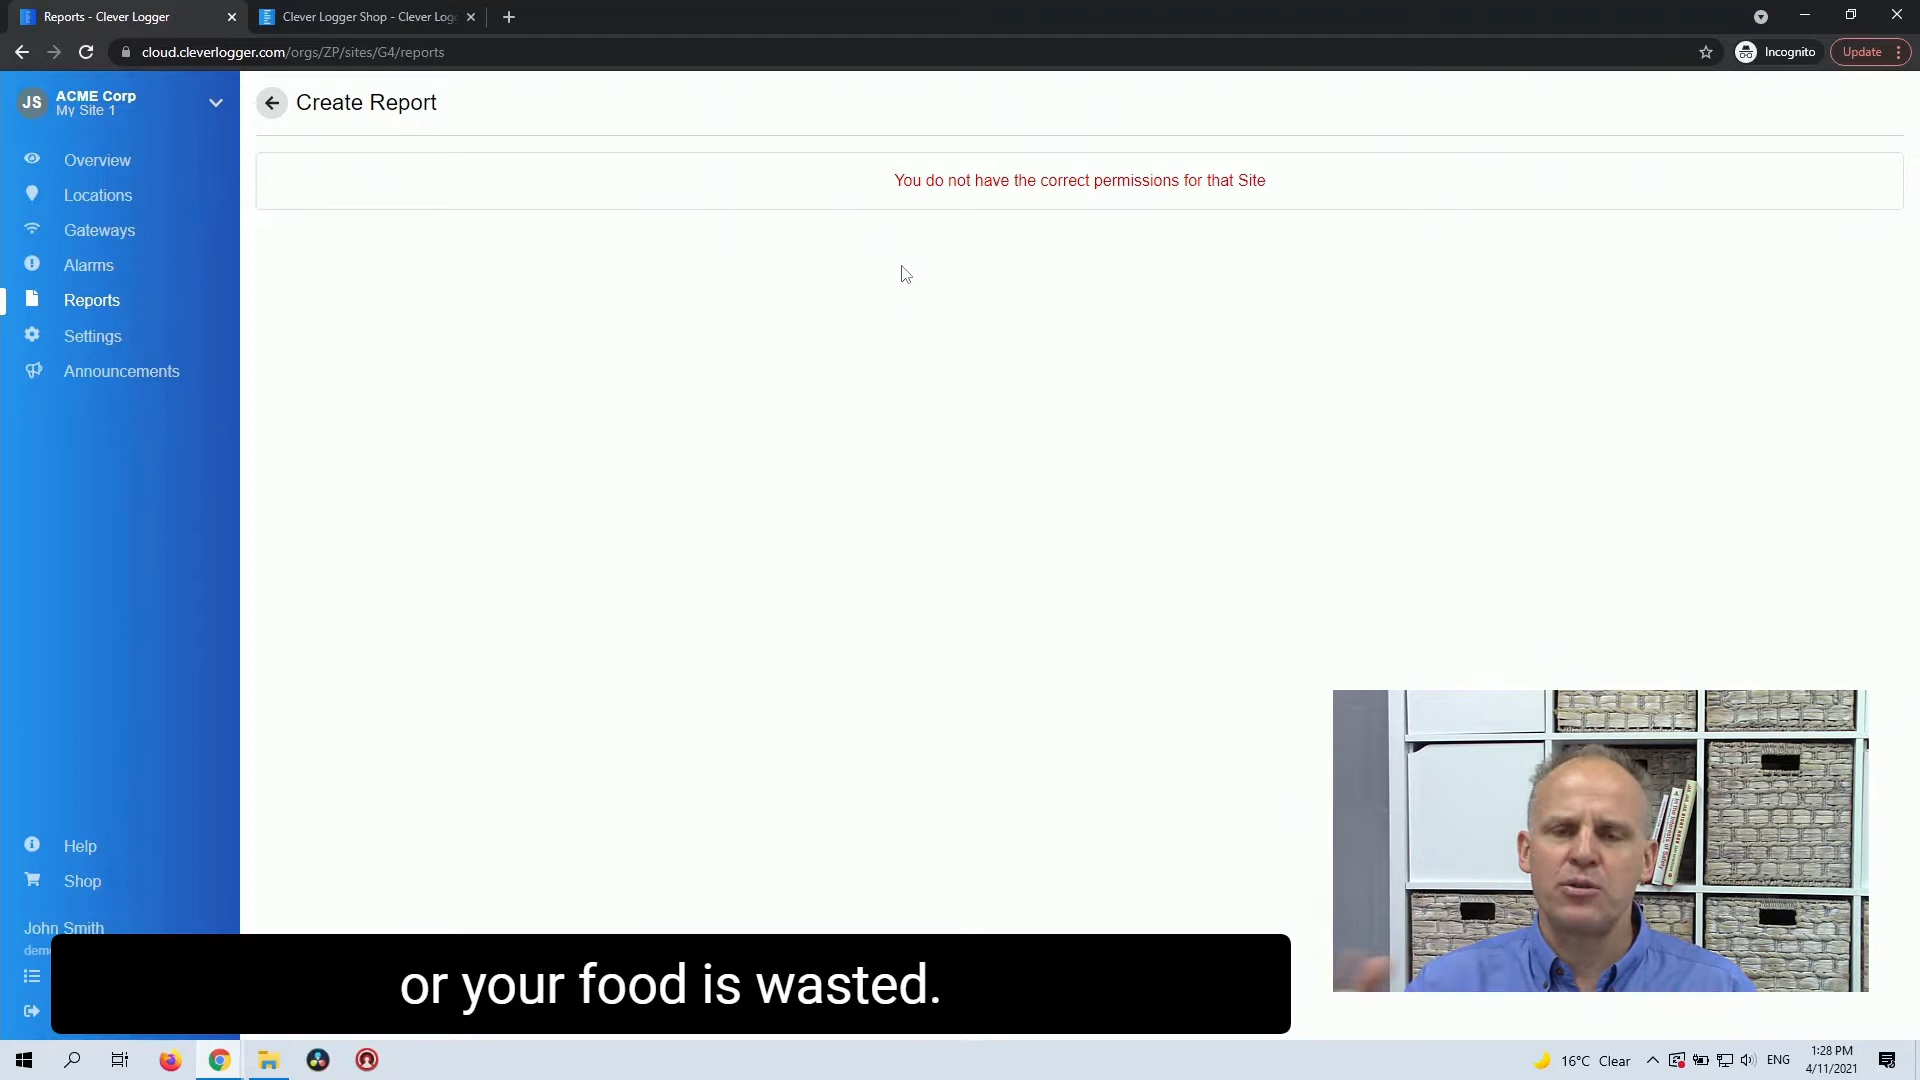 Reports - Clever Logger
Clever Logger Shop - Clever Log
cloud.cleverlogger.com/orgs/ZP/sites/G4/reports
Incognito
Update
JS
ACME Corp
My Site 1
Create Report
You do not have the correct permissions for that Site
Overview
Locations
Gateways
Alarms
Reports
Settings
Announcements
Help
Shop
John Smith
dem
or your food is wasted.
16°C Clear
ENG
1:28 PM
4/11/2021